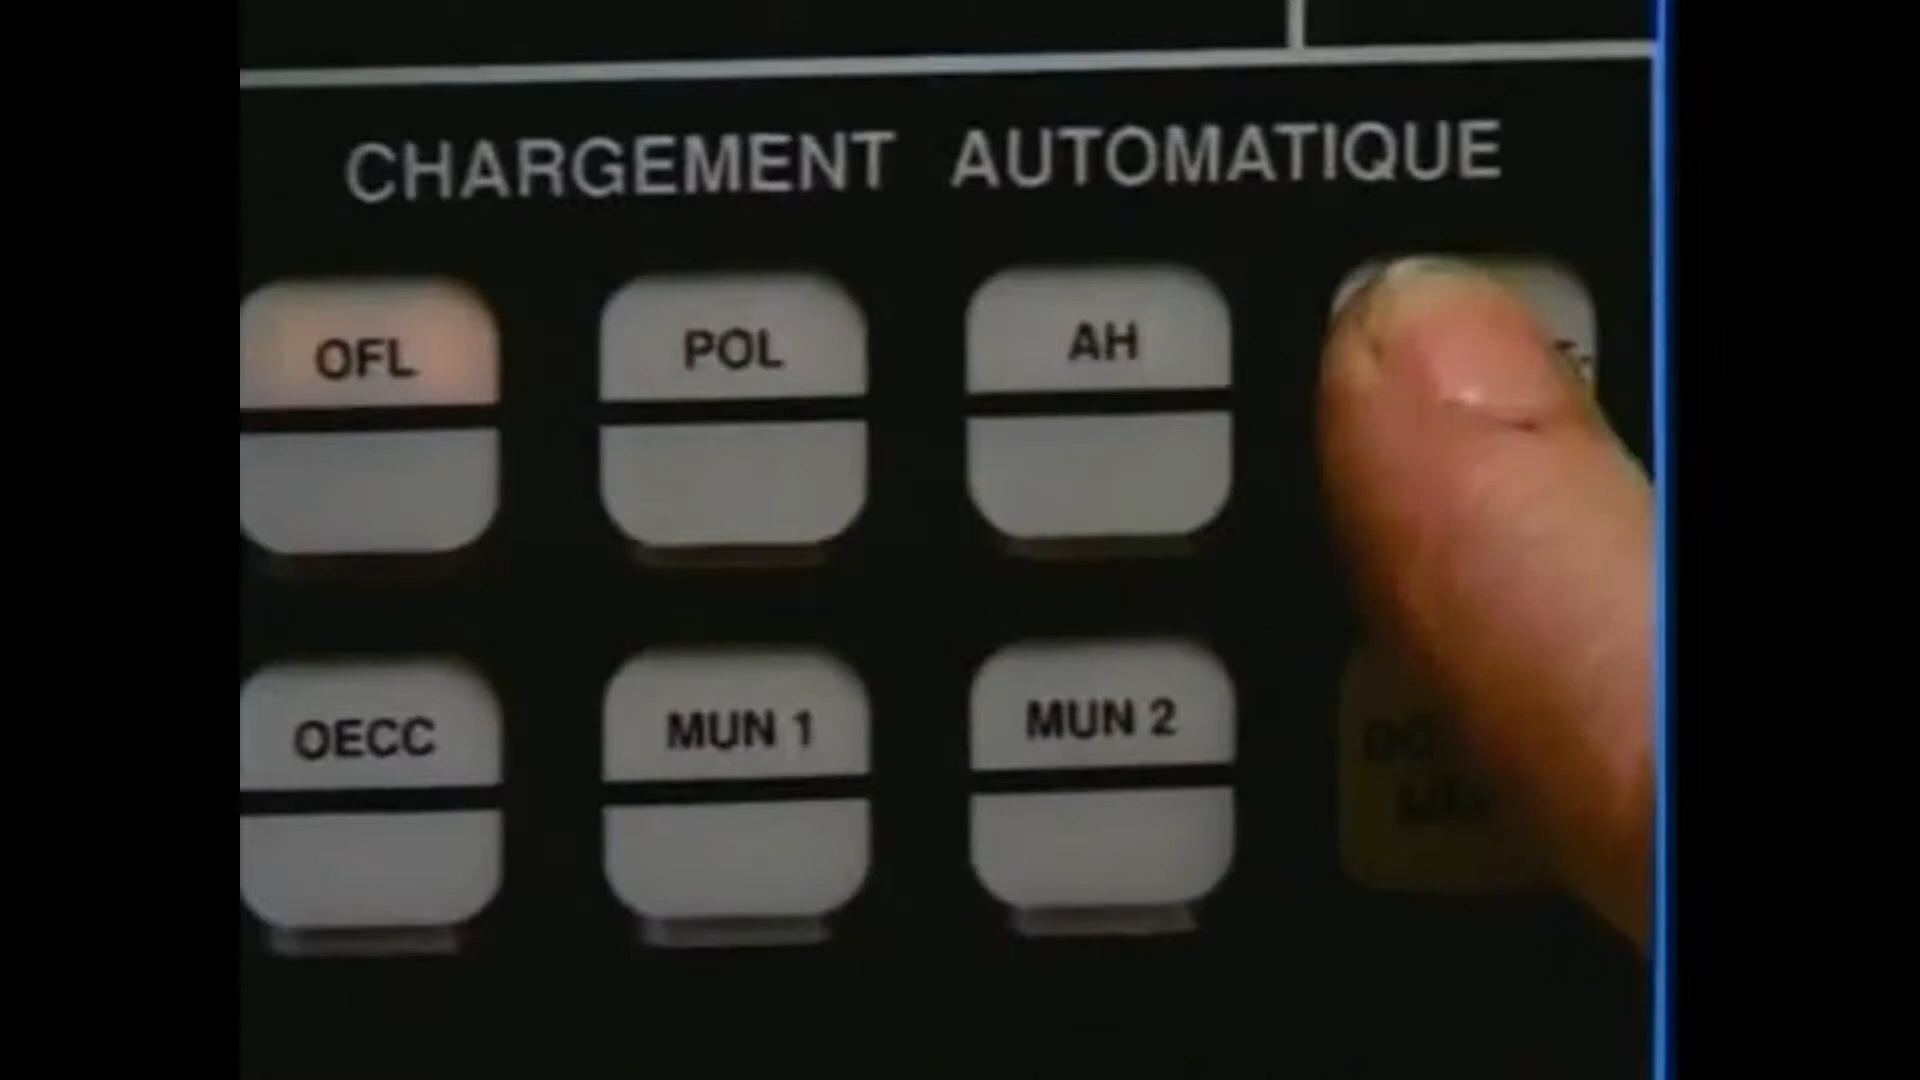 CHARGEMENT AUTOMATIQUE
OFL
POL
AH
OECC
MUN 1
MUN 2